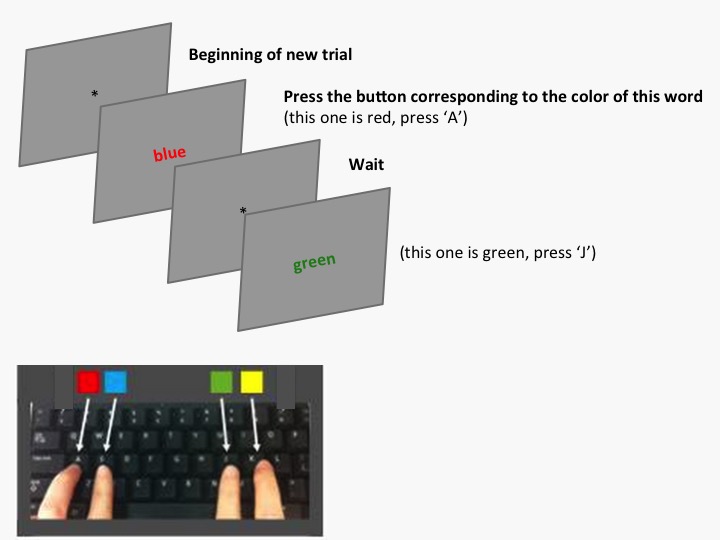 *
Beginning of new trial
blue
Press the button corresponding to the color of this word
(this one is red, press ‘A’)
*
Wait
green
(this one is green, press ‘J’)
A S J K L